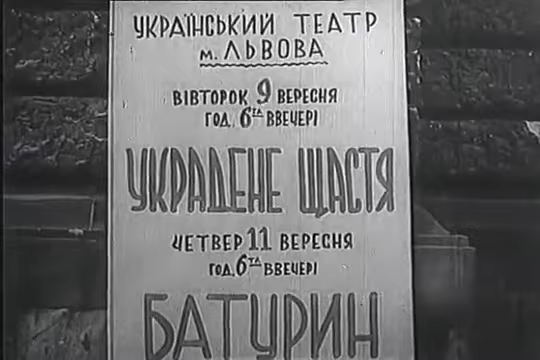 УКРАЇНСЬКИЙ ТЕАТР
м. ЛЬВОВА
ВІВТОРОК 9 ВЕРЕСНЯ
ГОД. 6та ВВЕЧЕРІ
УКРАДЕНЕ ЩАСТЯ
ЧЕТВЕР 11 ВЕРЕСНЯ
ГОД. 6та ВВЕЧЕРІ
БАТУРИН